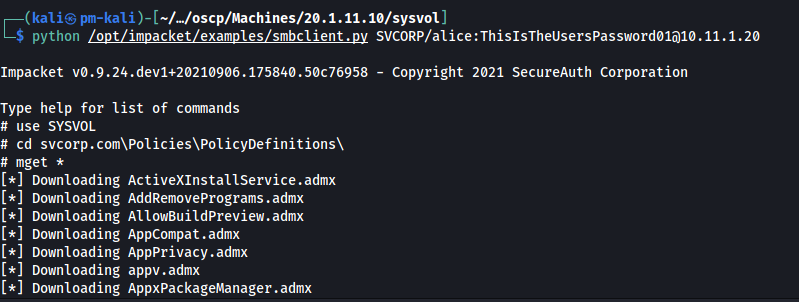 ┌──(kali㉿pm-kali)-[~/…/oscp/Machines/20.1.11.10/sysvol]
└─$ python /opt/impacket/examples/smbclient.py SVCORP/alice:ThisIsTheUsersPassword01@10.11.1.20
Impacket v0.9.24.dev1+20210906.175840.50c76958 - Copyright 2021 SecureAuth Corporation
Type help for list of commands
# use SYSVOL
# cd svcorp.com\Policies\PolicyDefinitions\
# mget *
[*] Downloading ActiveXInstallService.admx
[*] Downloading AddRemovePrograms.admx
[*] Downloading AllowBuildPreview.admx
[*] Downloading AppCompat.admx
[*] Downloading AppPrivacy.admx
[*] Downloading appv.admx
[*] Downloading AppxPackageManager.admx